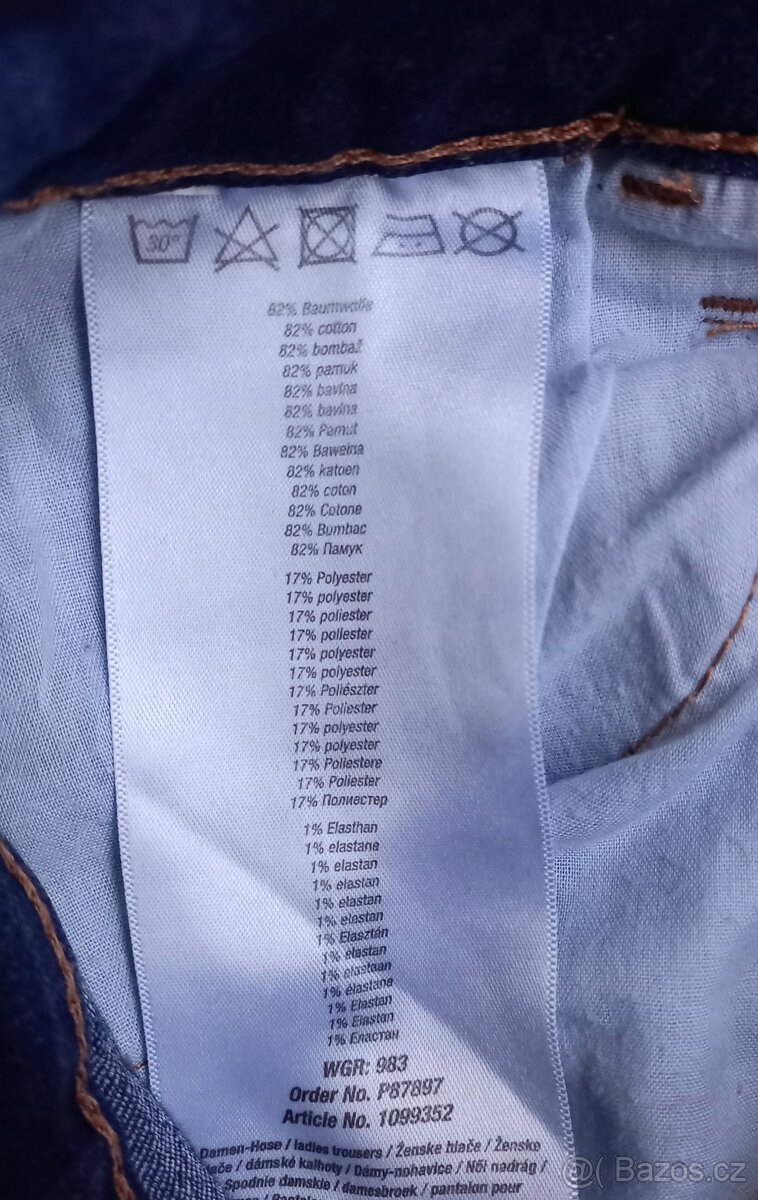 30°
82% Baumwolle
82% cotton
82% bombaž
82% pamuk
82% bavlna
82% bavlna
82% Pamut
82% Bawełna
82% katoen
82% coton
82% Cotone
82% Bumbac
82% Памук
17% Polyester
17% polyester
17% poliester
17% poliester
17% polyester
17% polyester
17% Poliészter
17% Poliester
17% polyester
17% polyester
17% Poliestere
17% Poliester
17% Полиестер
1% Elasthan
1% elastane
1% elastan
1% elastan
1% elastan
1% elastan
1% Elasztán
1% elastan
1% elastaan
1% élastane
1% Elastan
1% Elastan
1% Еластан
WGR: 983
Order No. P87897
Article No. 1099352
Damen-Hose / ladies trousers / Ženske hlače / Ženske
hlače / dámské kalhoty / Dámy-nohavice / Női nadrág /
Spodnie damskie / damesbroek / pantalon pour
@( Bazos.cz